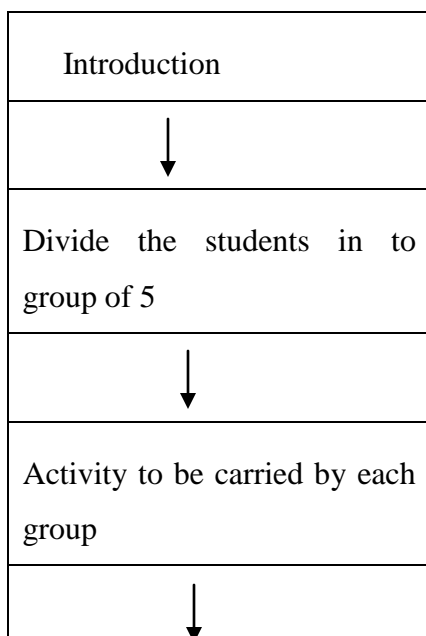 Introduction
Divide the students in to
group of 5
Activity to be carried by each
group